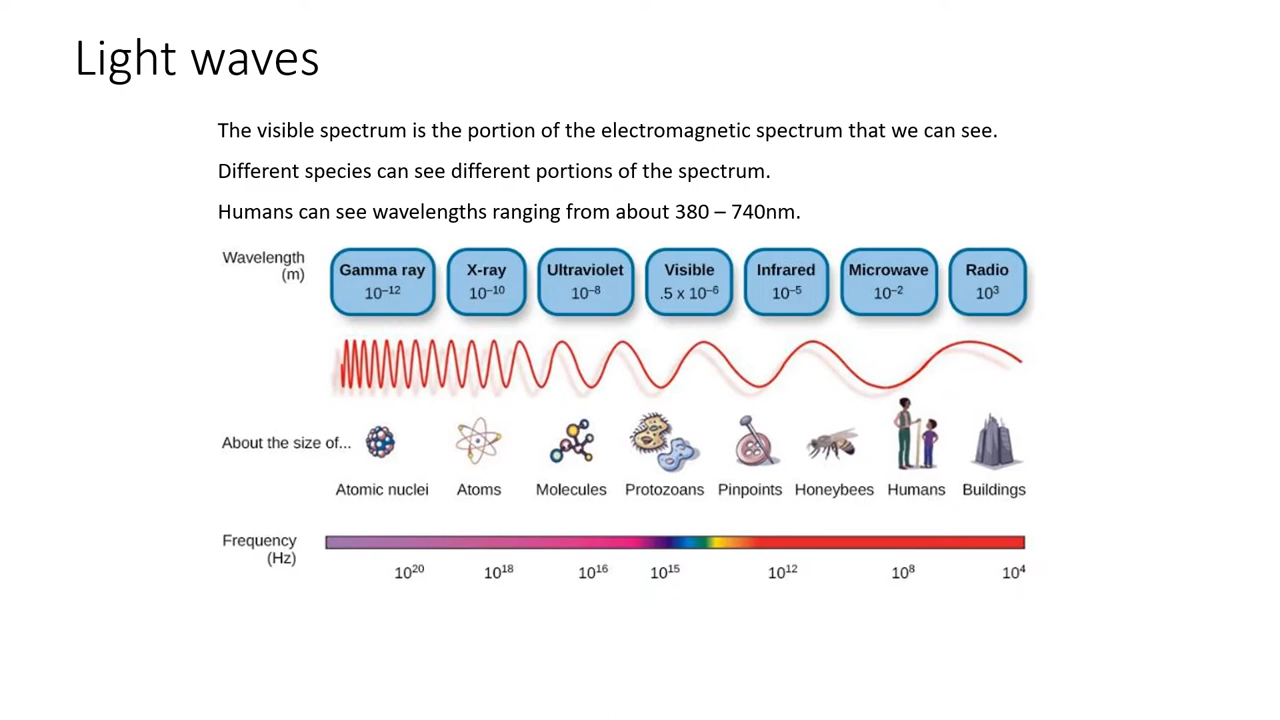 Light waves
The visible spectrum is the portion of the electromagnetic spectrum that we can see.
Different species can see different portions of the spectrum.
Humans can see wavelengths ranging from about 380 – 740nm.
Wavelength (m)
Gamma ray 10⁻¹²
X-ray 10⁻¹⁰
Ultraviolet 10⁻⁸
Visible .5 x 10⁻⁶
Infrared 10⁻⁵
Microwave 10⁻²
Radio 10³
About the size of...
Atomic nuclei Atoms Molecules Protozoans Pinpoints Honeybees Humans Buildings
Frequency (Hz)
10²⁰ 10¹⁸ 10¹⁶ 10¹⁵ 10¹² 10⁸ 10⁴